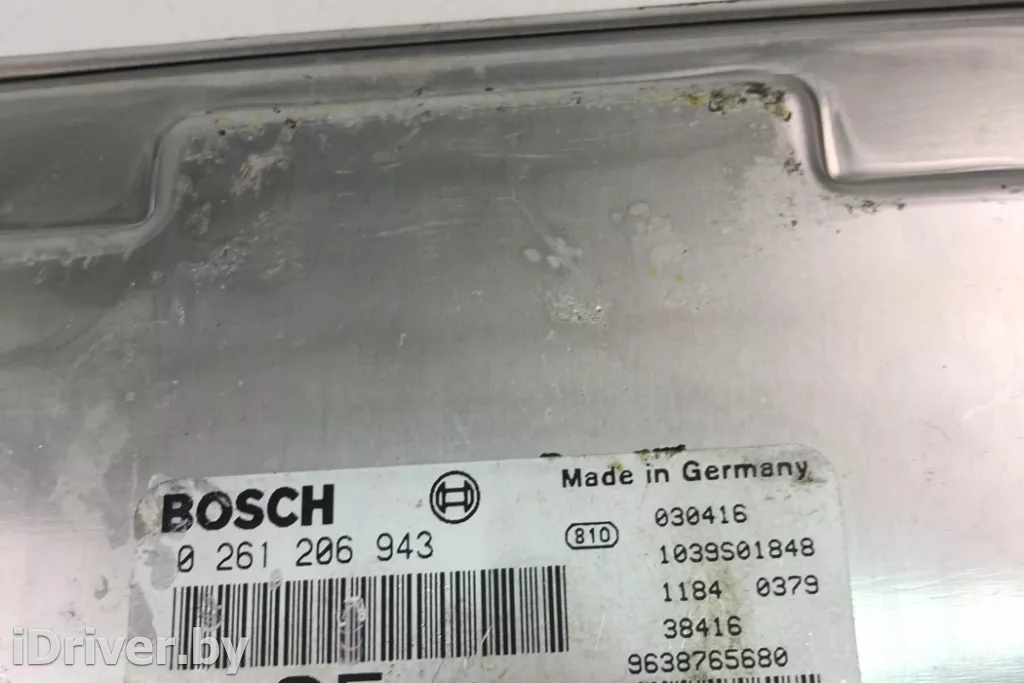 BOSCH
Made in Germany
0 261 206 943
810
030416
1039S01848
1184 0379
38416
9638765680
iDriver.by